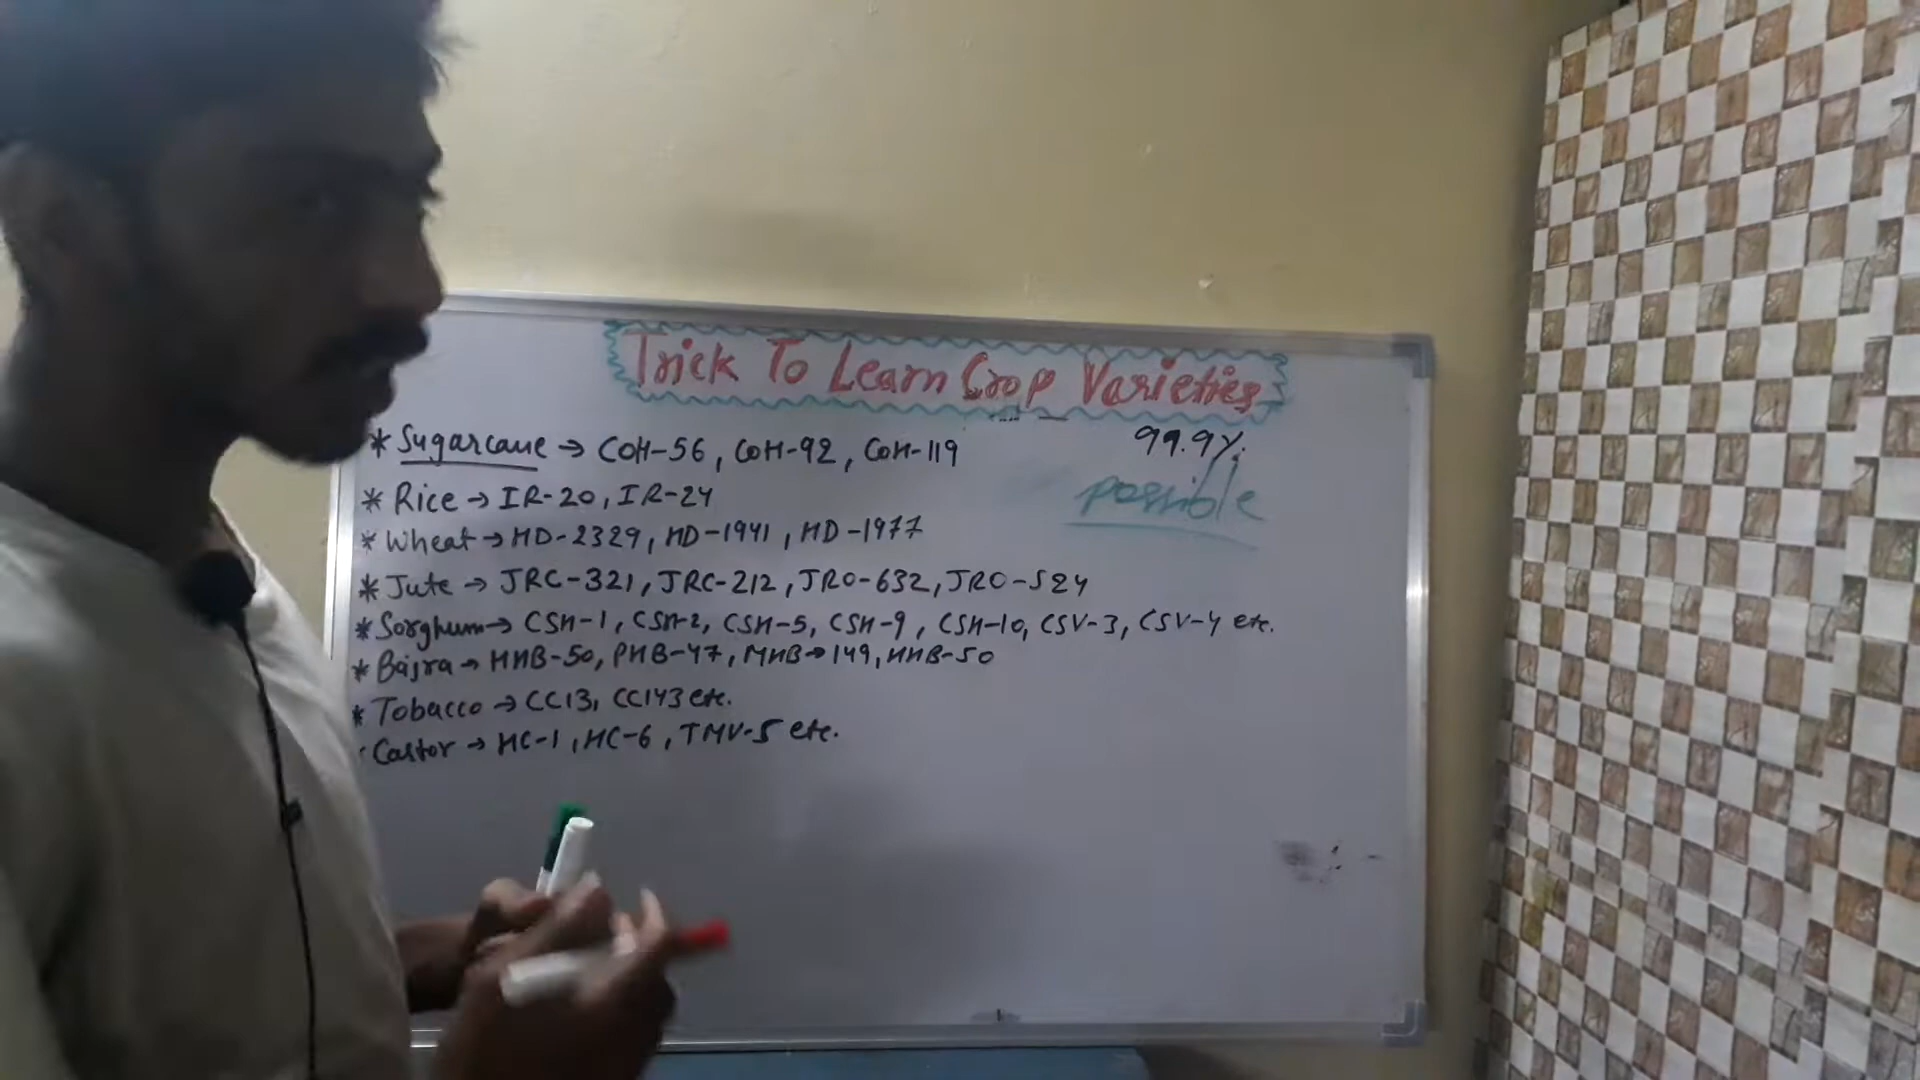 Trick To Learn Crop Varieties
* Sugarcane → COH-56, COH-92, COH-119
99.9%
possible
* Rice → IR-20, IR-24
* Wheat → HD-2329, HD-1941, HD-1977
* Jute → JRC-321, JRC-212, JRO-632, JRO-524
* Sorghum → CSH-1, CSH-2, CSH-5, CSH-9, CSH-10, CSV-3, CSV-4 etc.
* Bajra → HHB-50, PHB-47, MHB → 149, HHB-50
* Tobacco → CC13, CC143 etc.
Castor → HC-1, HC-6, TMV-5 etc.